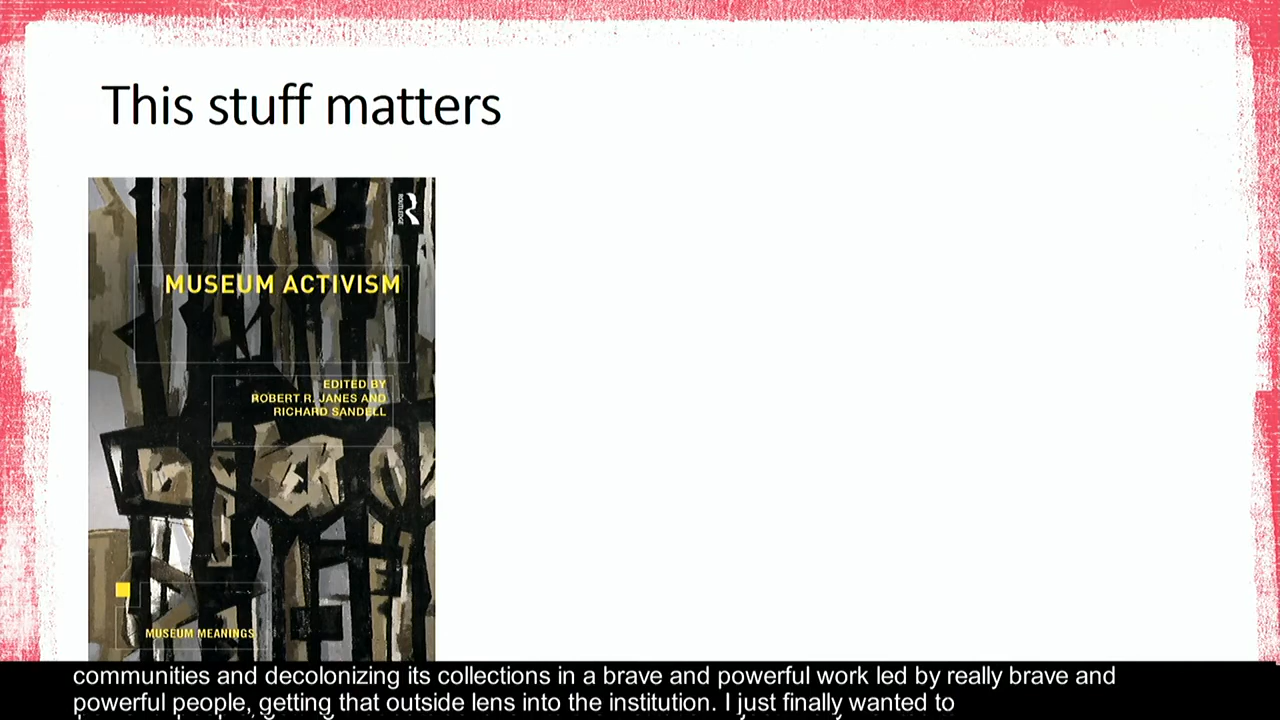 This stuff matters
ROUTLEDGE
MUSEUM ACTIVISM
EDITED BY
ROBERT R. JANES AND
RICHARD SANDELL
MUSEUM MEANINGS
communities and decolonizing its collections in a brave and powerful work led by really brave and
powerful people, getting that outside lens into the institution. I just finally wanted to